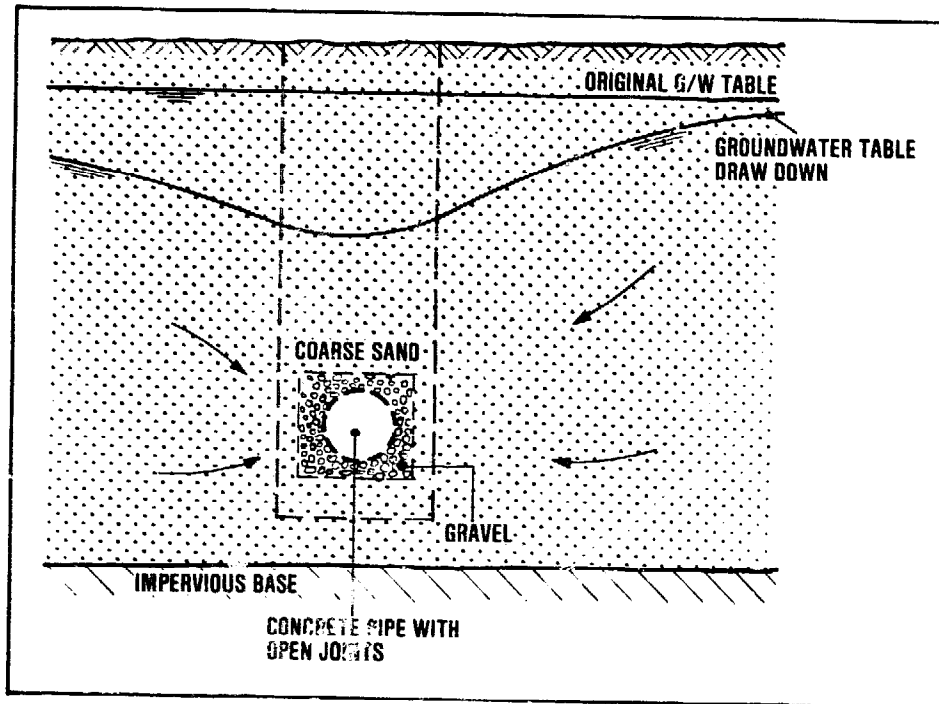 ORIGINAL G/W TABLE
GROUNDWATER TABLE
DRAW DOWN
COARSE SAND
GRAVEL
IMPERVIOUS BASE
CONCRETE PIPE WITH
OPEN JOINTS